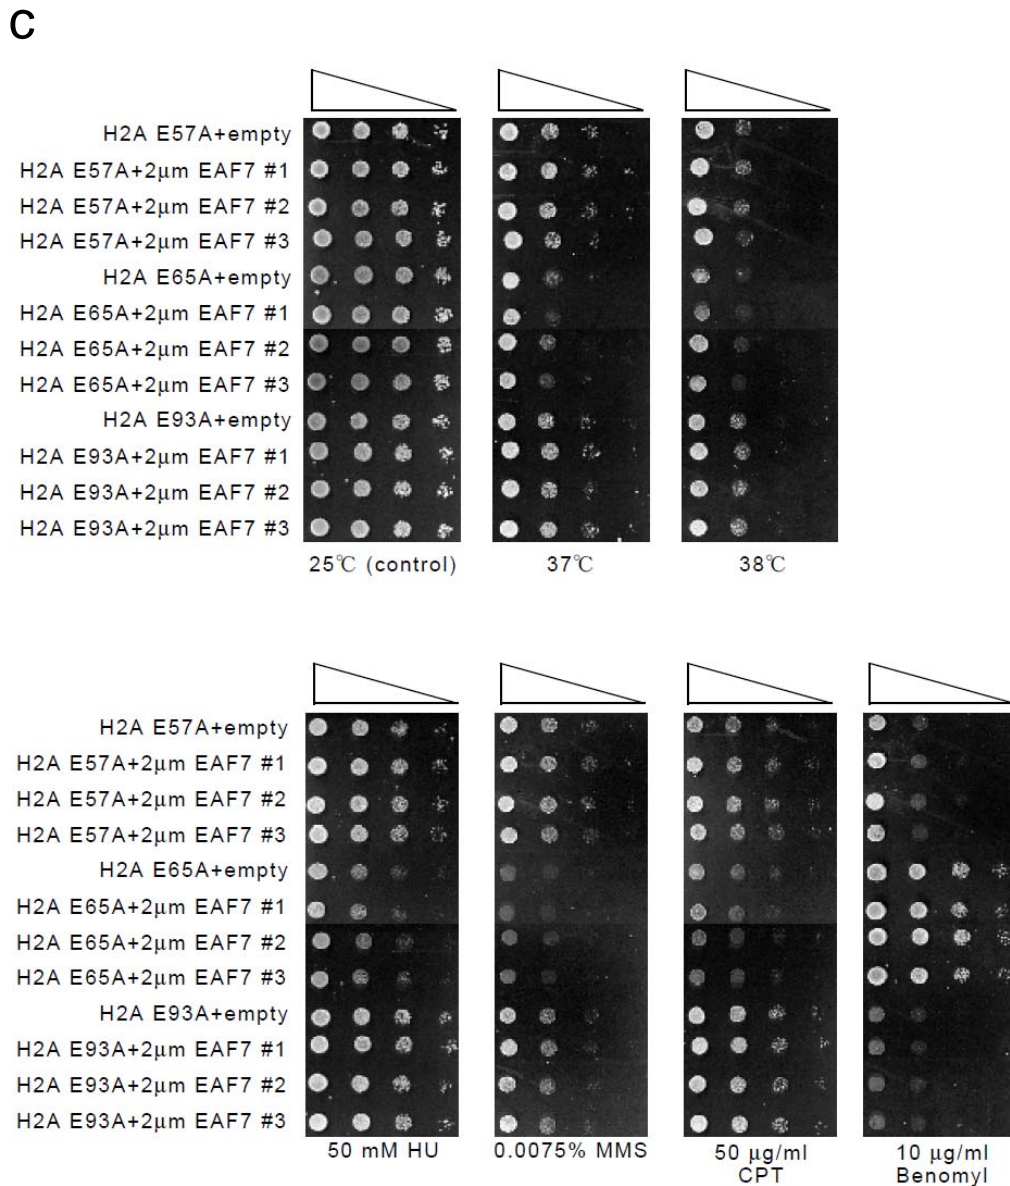 C
H2A E57A+empty
H2A E57A+2μm EAF7 #1
H2A E57A+2μm EAF7 #2
H2A E57A+2μm EAF7 #3
H2A E65A+empty
H2A E65A+2μm EAF7 #1
H2A E65A+2μm EAF7 #2
H2A E65A+2μm EAF7 #3
H2A E93A+empty
H2A E93A+2μm EAF7 #1
H2A E93A+2μm EAF7 #2
H2A E93A+2μm EAF7 #3
25℃ (control) 37℃ 38℃
H2A E57A+empty
H2A E57A+2μm EAF7 #1
H2A E57A+2μm EAF7 #2
H2A E57A+2μm EAF7 #3
H2A E65A+empty
H2A E65A+2μm EAF7 #1
H2A E65A+2μm EAF7 #2
H2A E65A+2μm EAF7 #3
H2A E93A+empty
H2A E93A+2μm EAF7 #1
H2A E93A+2μm EAF7 #2
H2A E93A+2μm EAF7 #3
50 mM HU 0.0075% MMS 50 μg/ml 10 μg/ml
CPT Benomyl